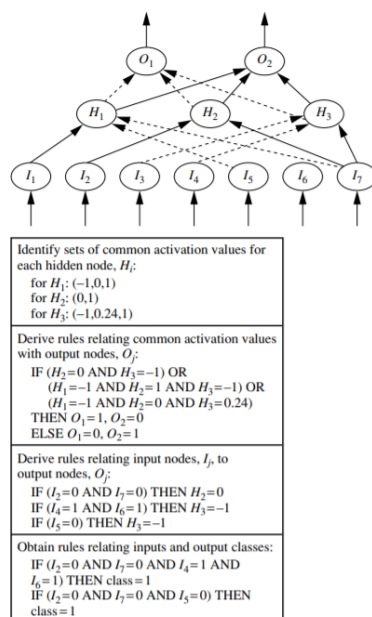 O1 O2
H1 H2 H3
I1 I2 I3 I4 I5 I6 I7
Identify sets of common activation values for
each hidden node, Hi:
for H1: (−1,0,1)
for H2: (0,1)
for H3: (−1,0.24,1)
Derive rules relating common activation values
with output nodes, Oj:
IF (H2=0 AND H3=−1) OR
(H1=−1 AND H2=1 AND H3=−1) OR
(H1=−1 AND H2=0 AND H3=0.24)
THEN O1=1, O2=0
ELSE O1=0, O2=1
Derive rules relating input nodes, Ij, to
output nodes, Oj:
IF (I2=0 AND I7=0) THEN H2=0
IF (I4=1 AND I6=1) THEN H3=−1
IF (I5=0) THEN H3=−1
Obtain rules relating inputs and output classes:
IF (I2=0 AND I7=0 AND I4=1 AND
I6=1) THEN class=1
IF (I2=0 AND I7=0 AND I5=0) THEN
class=1